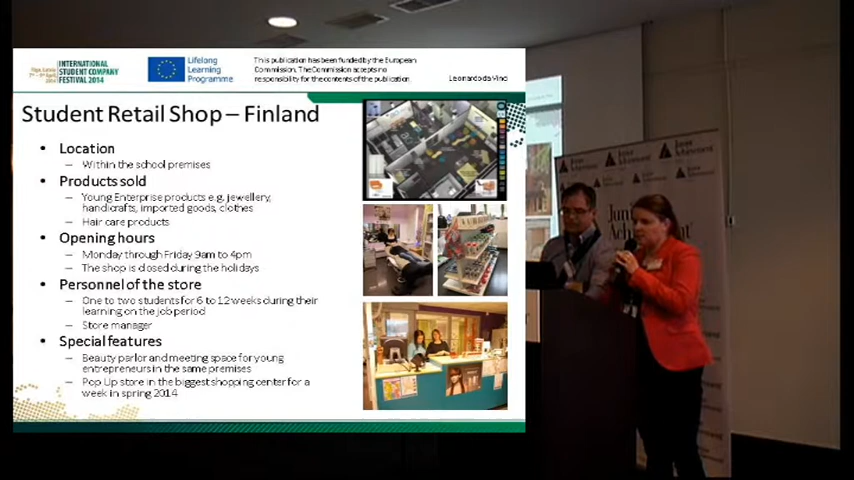 Riga, Latvia
7th - 9th April
2014
INTERNATIONAL
STUDENT COMPANY
FESTIVAL 2014
Lifelong
Learning
Programme
This publication has been funded by the European
Commission. The Commission accepts no
responsibility for the contents of the publication.
Leonardo da Vinci
Student Retail Shop – Finland
• Location
– Within the school premises
• Products sold
– Young Enterprise products e.g. jewellery,
handicrafts, imported goods, clothes
– Hair care products
• Opening hours
– Monday through Friday 9am to 4pm
– The shop is closed during the holidays
• Personnel of the store
– One to two students for 6 to 12 weeks during their
learning on the job period
– Store manager
• Special features
– Beauty parlor and meeting space for young
entrepreneurs in the same premises
– Pop Up store in the biggest shopping center for a
week in spring 2014
Junior
Achievement